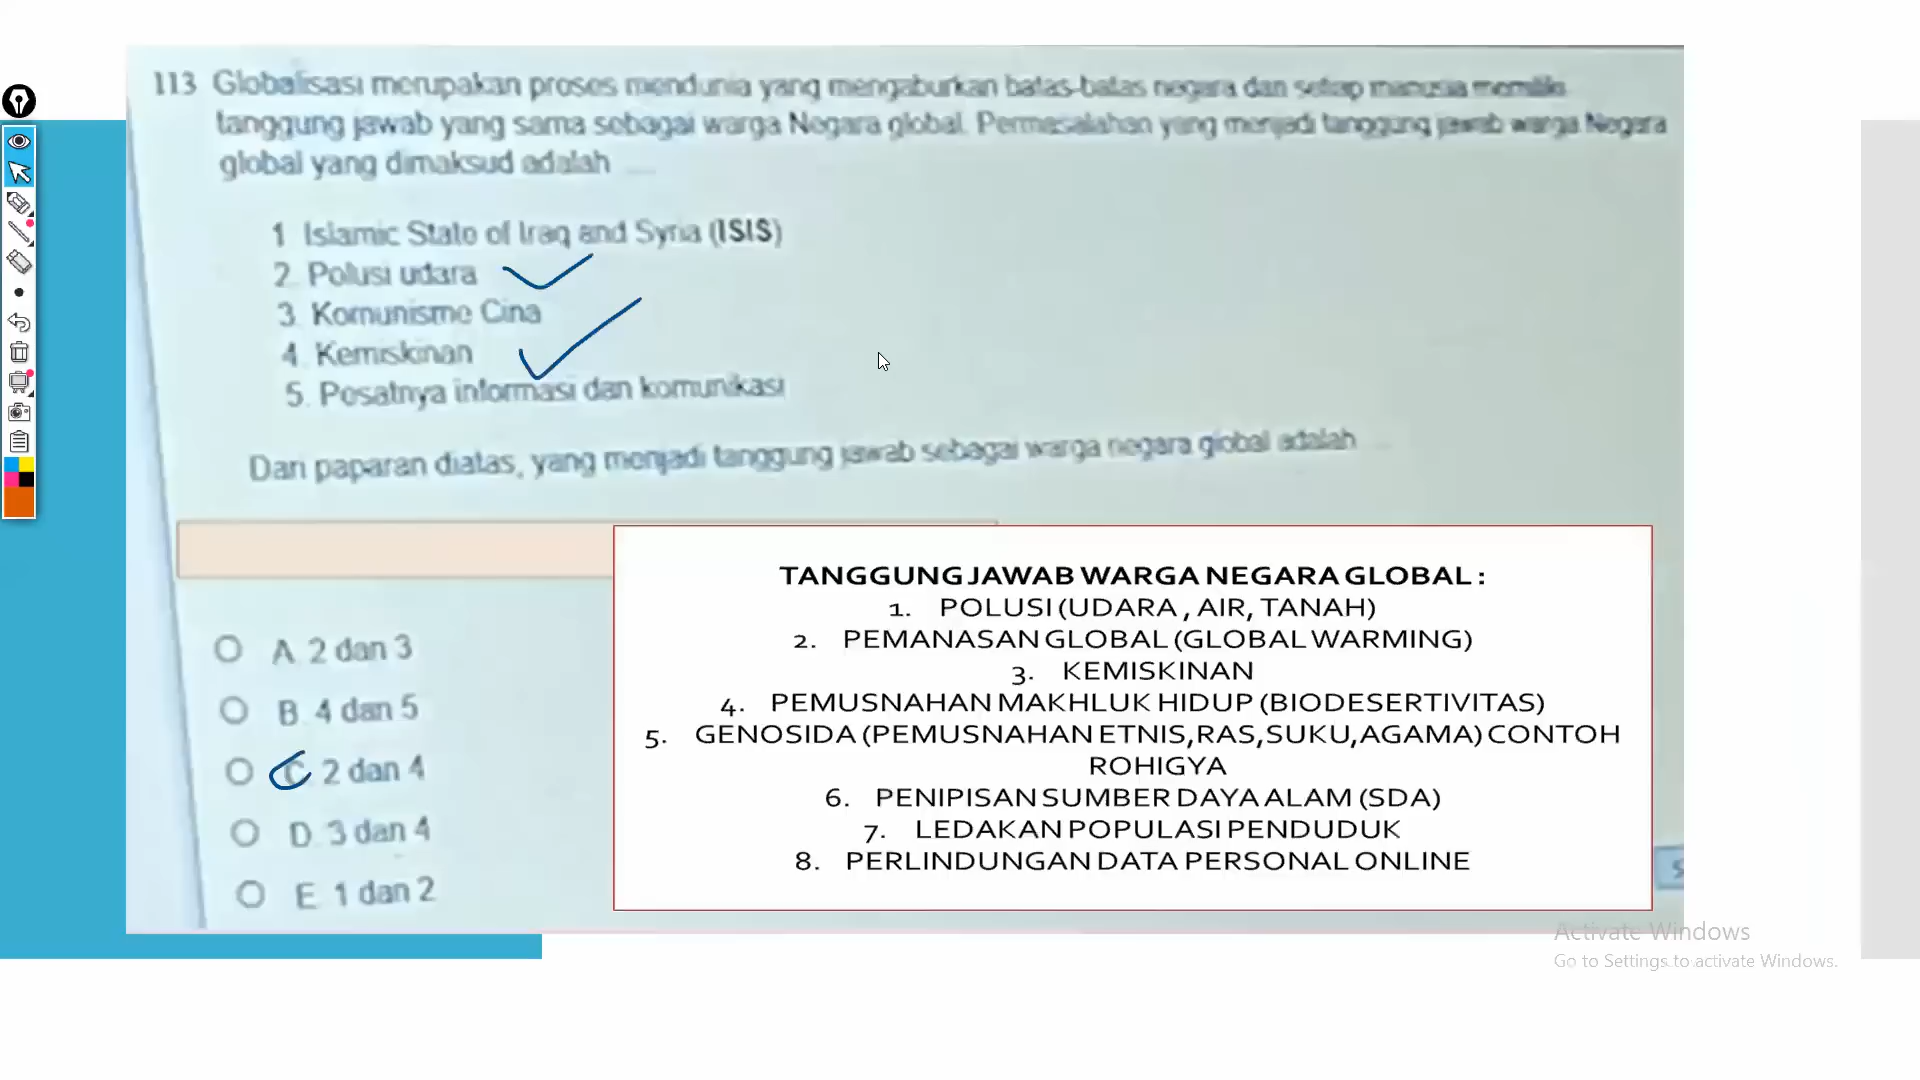 113 Globalisasi merupakan proses mendunia yang mengaburkan batas-batas negara dan setiap manusia memiliki
tanggung jawab yang sama sebagai warga Negara global. Permasalahan yang menjadi tanggung jawab warga Negara
global yang dimaksud adalah ....
1 Islamic State of Iraq and Syria (ISIS)
2. Polusi udara
3. Komunisme Cina
4. Kemiskinan
5. Pesatnya informasi dan komunikasi
Dari paparan diatas, yang menjadi tanggung jawab sebagai warga negara global adalah ....
A. 2 dan 3
B. 4 dan 5
C. 2 dan 4
D. 3 dan 4
E. 1 dan 2
TANGGUNG JAWAB WARGA NEGARA GLOBAL :
1. POLUSI (UDARA , AIR, TANAH)
2. PEMANASAN GLOBAL (GLOBAL WARMING)
3. KEMISKINAN
4. PEMUSNAHAN MAKHLUK HIDUP (BIODESERTIVITAS)
5. GENOSIDA (PEMUSNAHAN ETNIS,RAS,SUKU,AGAMA) CONTOH
ROHIGYA
6. PENIPISAN SUMBER DAYA ALAM (SDA)
7. LEDAKAN POPULASI PENDUDUK
8. PERLINDUNGAN DATA PERSONAL ONLINE
Activate Windows
Go to Settings to activate Windows.